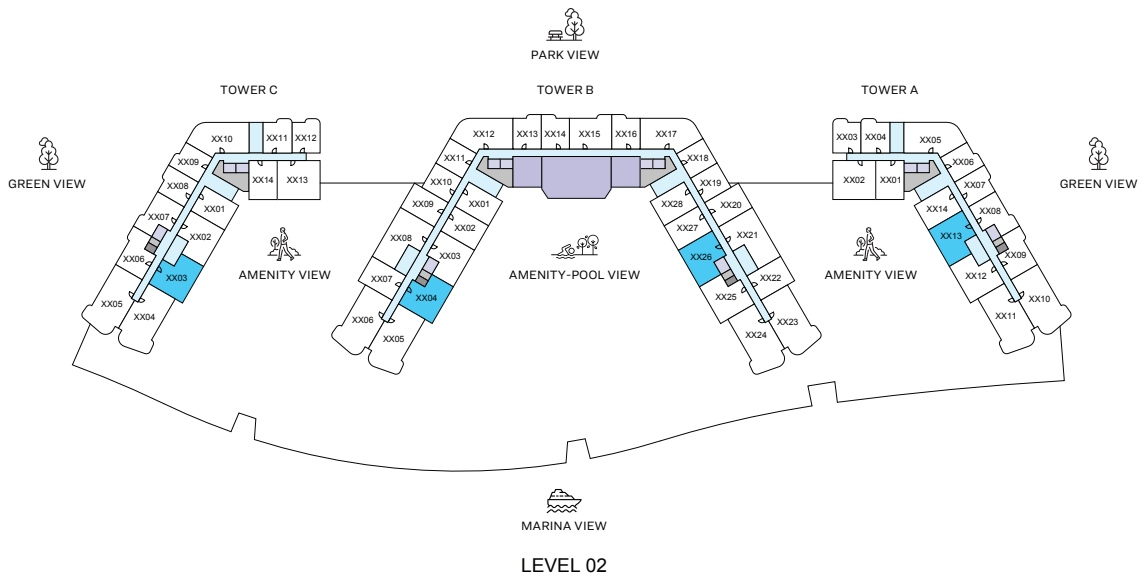 PARK VIEW
TOWER C
TOWER B
TOWER A
GREEN VIEW
GREEN VIEW
XX10
XX11
XX12
XX09
XX08
XX14
XX13
XX07
XX01
XX06
XX02
XX03
XX05
XX04
AMENITY VIEW
XX12
XX13
XX14
XX15
XX16
XX17
XX11
XX18
XX10
XX01
XX28
XX19
XX09
XX02
XX27
XX20
XX08
XX03
XX26
XX21
XX07
XX04
XX25
XX22
XX06
XX05
XX24
XX23
AMENITY-POOL VIEW
AMENITY VIEW
XX03
XX04
XX05
XX02
XX01
XX06
XX07
XX14
XX08
XX13
XX09
XX12
XX10
XX11
MARINA VIEW
LEVEL 02